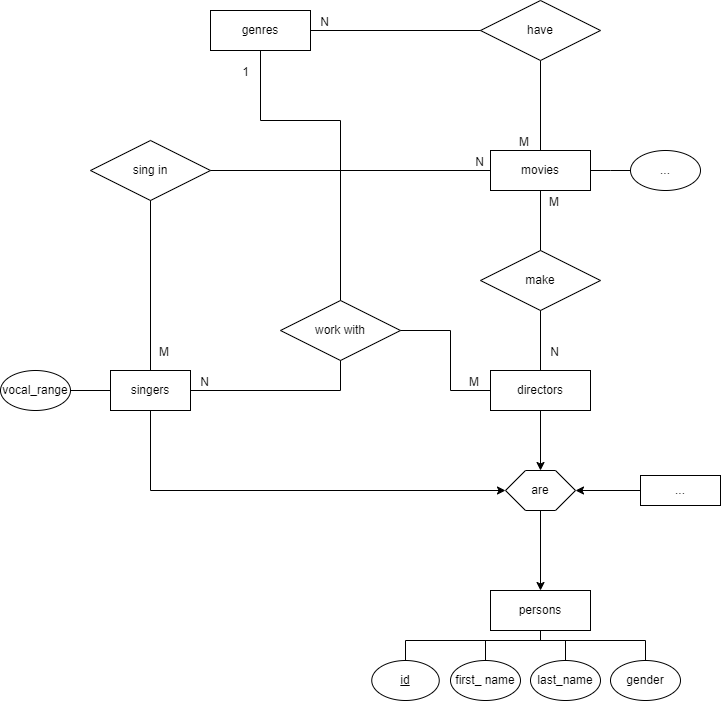 genres
N
have
1
M
sing in
N
movies
...
M
make
work with
M
N
vocal_range
singers
N
M
directors
are
...
persons
id
first_ name
last_name
gender